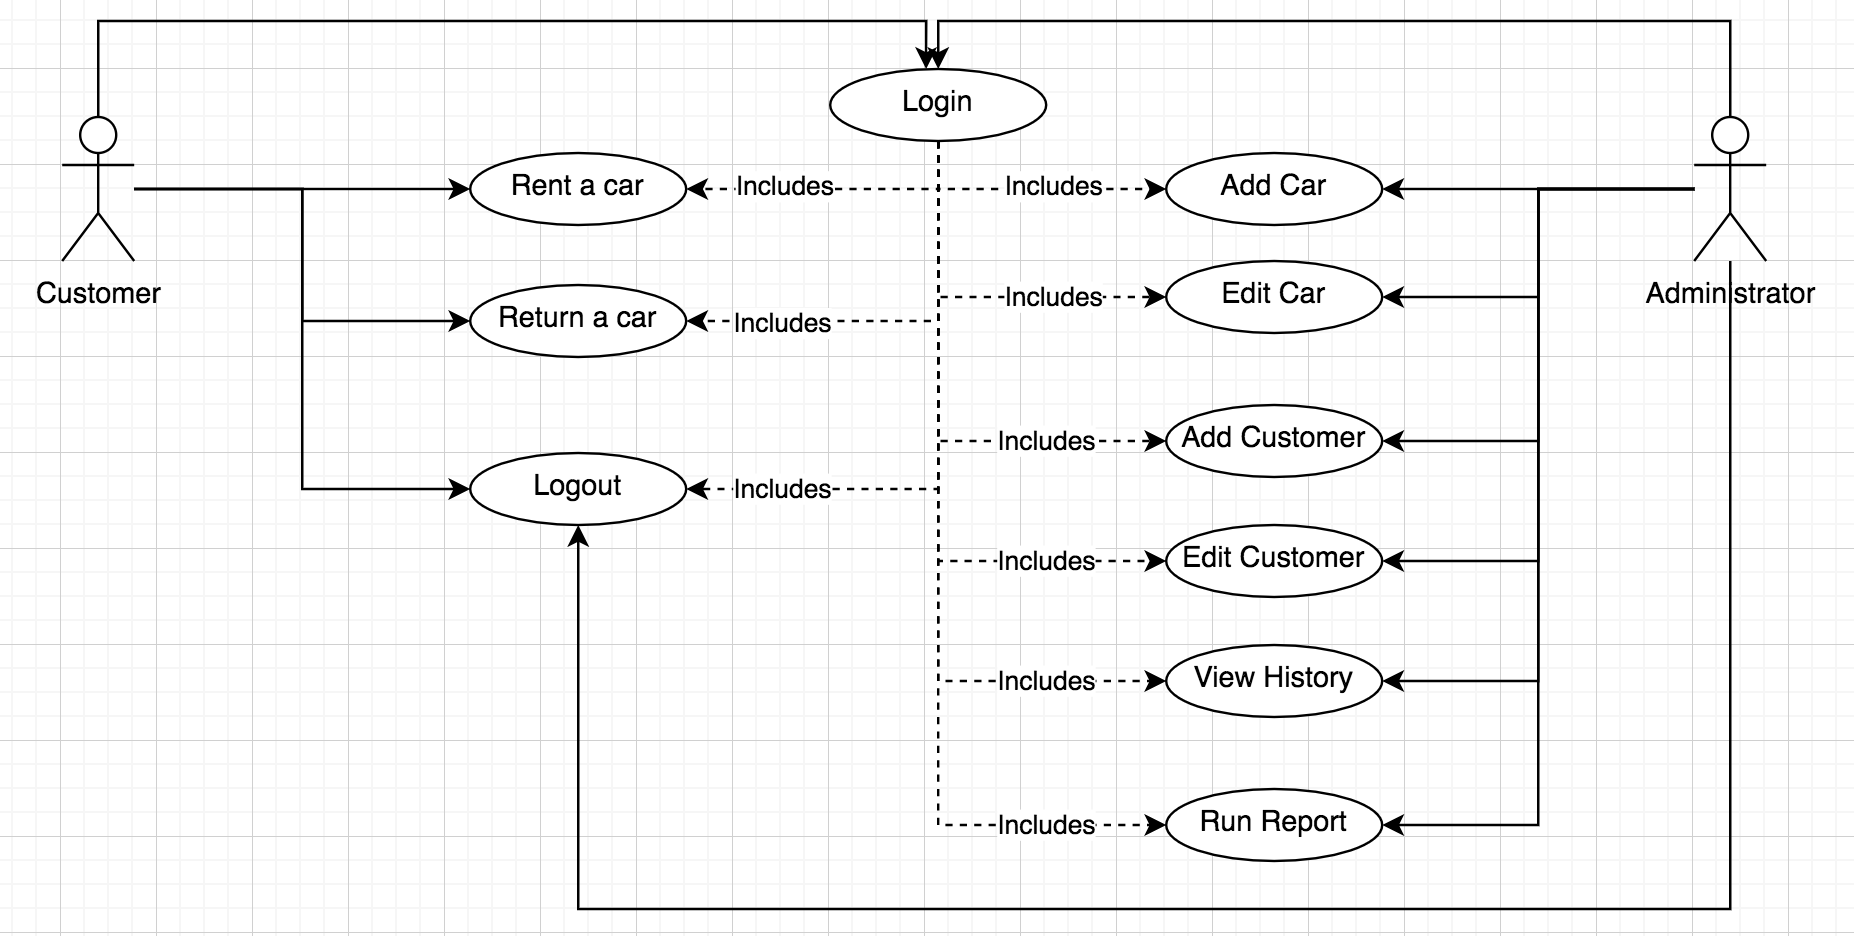 Login
Rent a car
Includes
Includes
Add Car
Customer
Return a car
Includes
Includes
Edit Car
Administrator
Logout
Includes
Includes
Add Customer
Includes
Edit Customer
Includes
View History
Includes
Run Report